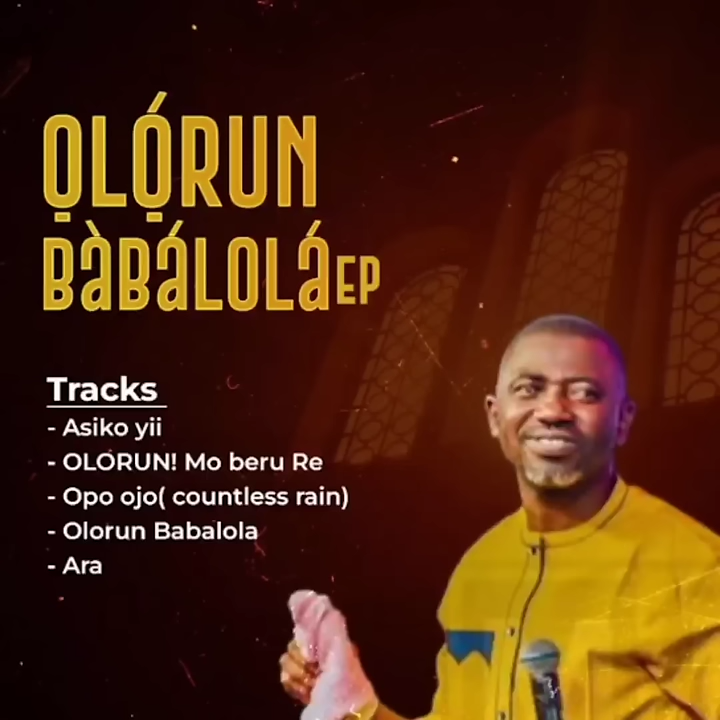 ỌLỌ́RUN
BÀBÁLOLÁ EP
Tracks
- Asiko yii
- OLORUN! Mo beru Re
- Opo ojo( countless rain)
- Olorun Babalola
- Ara